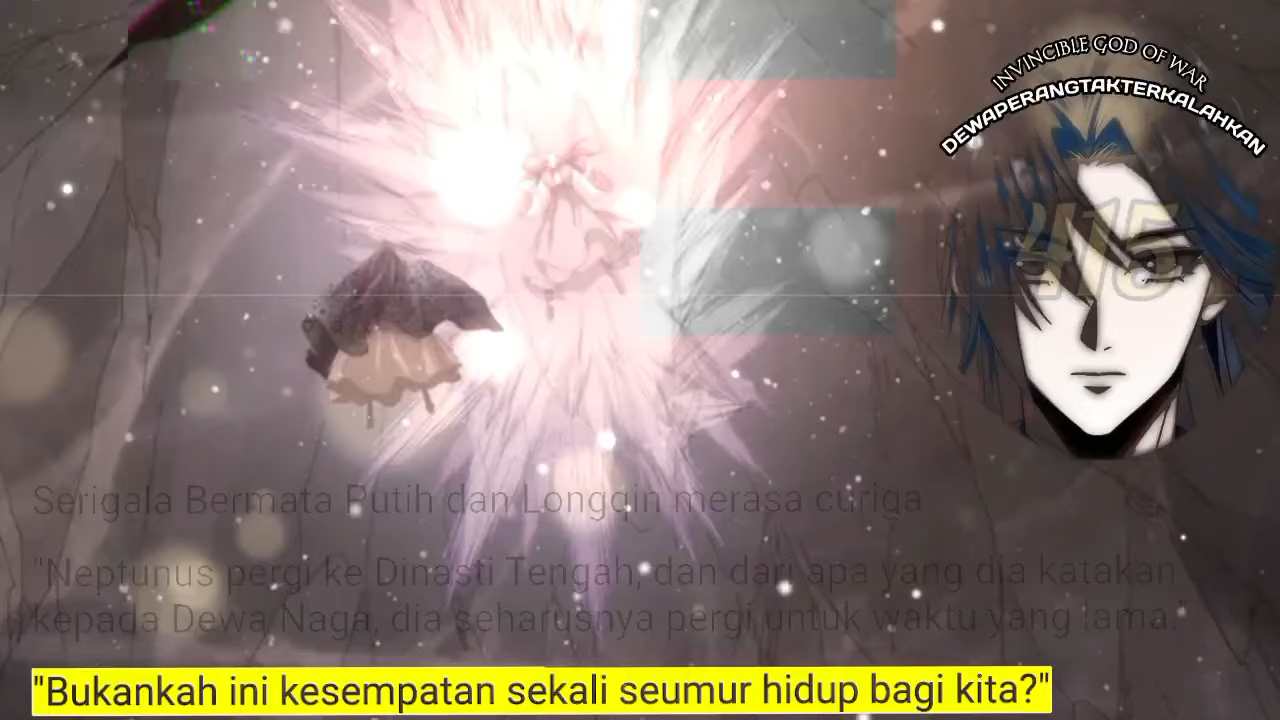 INVINCIBLE GOD OF WAR
DEWAPERANGTAKTERKALAHKAN
415
Serigala Bermata Putih dan Longqin merasa curiga
"Neptunus pergi ke Dinasti Tengah, dan dari apa yang dia katakan
kepada Dewa Naga, dia seharusnya pergi untuk waktu yang lama."
"Bukankah ini kesempatan sekali seumur hidup bagi kita?"